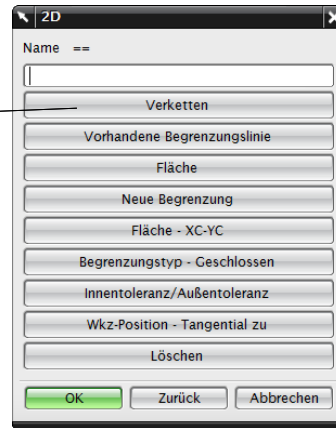 2D
Name ==
Verketten
Vorhandene Begrenzungslinie
Fläche
Neue Begrenzung
Fläche - XC-YC
Begrenzungstyp - Geschlossen
Innentoleranz/Außentoleranz
Wkz-Position - Tangential zu
Löschen
OK Zurück Abbrechen